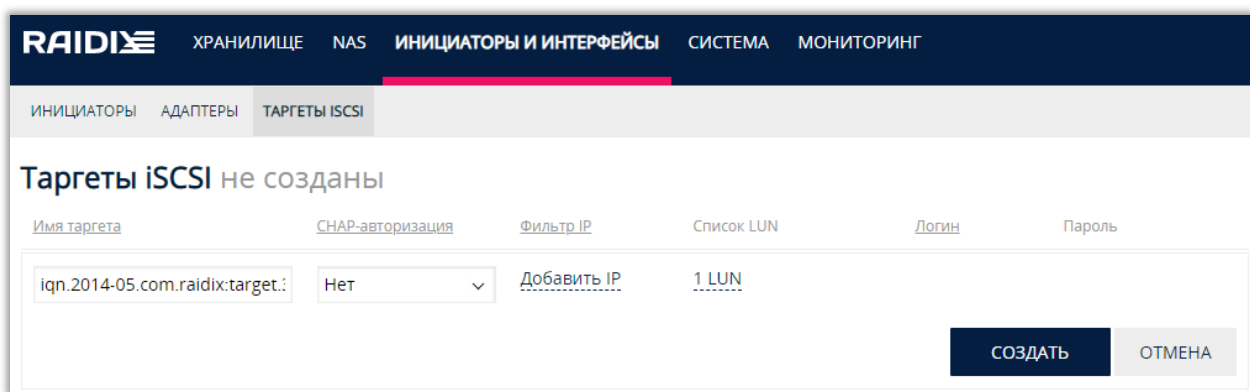 RAIDIX ХРАНИЛИЩЕ NAS ИНИЦИАТОРЫ И ИНТЕРФЕЙСЫ СИСТЕМА МОНИТОРИНГ
ИНИЦИАТОРЫ АДАПТЕРЫ ТАРГЕТЫ ISCSI
Таргеты iSCSI не созданы
Имя таргета CHAP-авторизация Фильтр IP Список LUN Логин Пароль
iqn.2014-05.com.raidix:target. Нет Добавить IP 1 LUN
СОЗДАТЬ ОТМЕНА